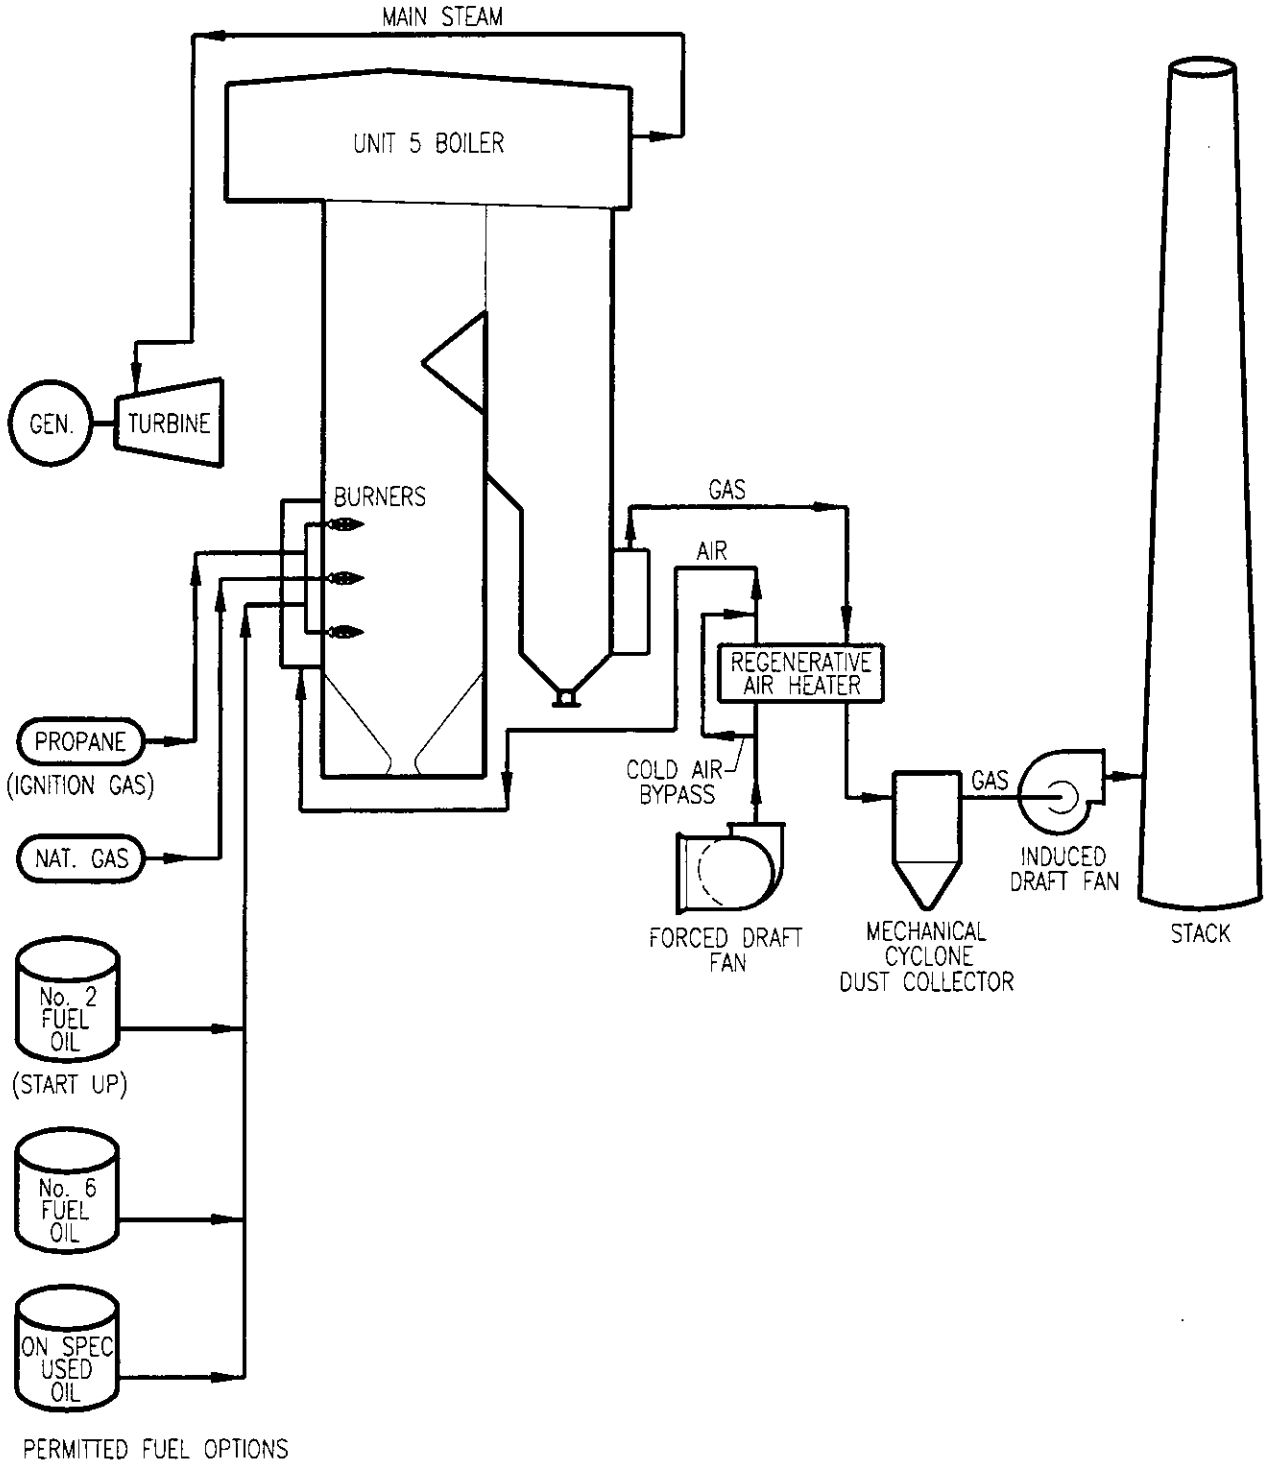 MAIN STEAM
UNIT 5 BOILER
GEN.
TURBINE
BURNERS
GAS
AIR
REGENERATIVE
AIR HEATER
PROPANE
(IGNITION GAS)
COLD AIR
BYPASS
GAS
NAT. GAS
INDUCED
DRAFT FAN
FORCED DRAFT
FAN
MECHANICAL
CYCLONE
DUST COLLECTOR
STACK
No. 2
FUEL
OIL
(START UP)
No. 6
FUEL
OIL
ON SPEC
USED
OIL
PERMITTED FUEL OPTIONS